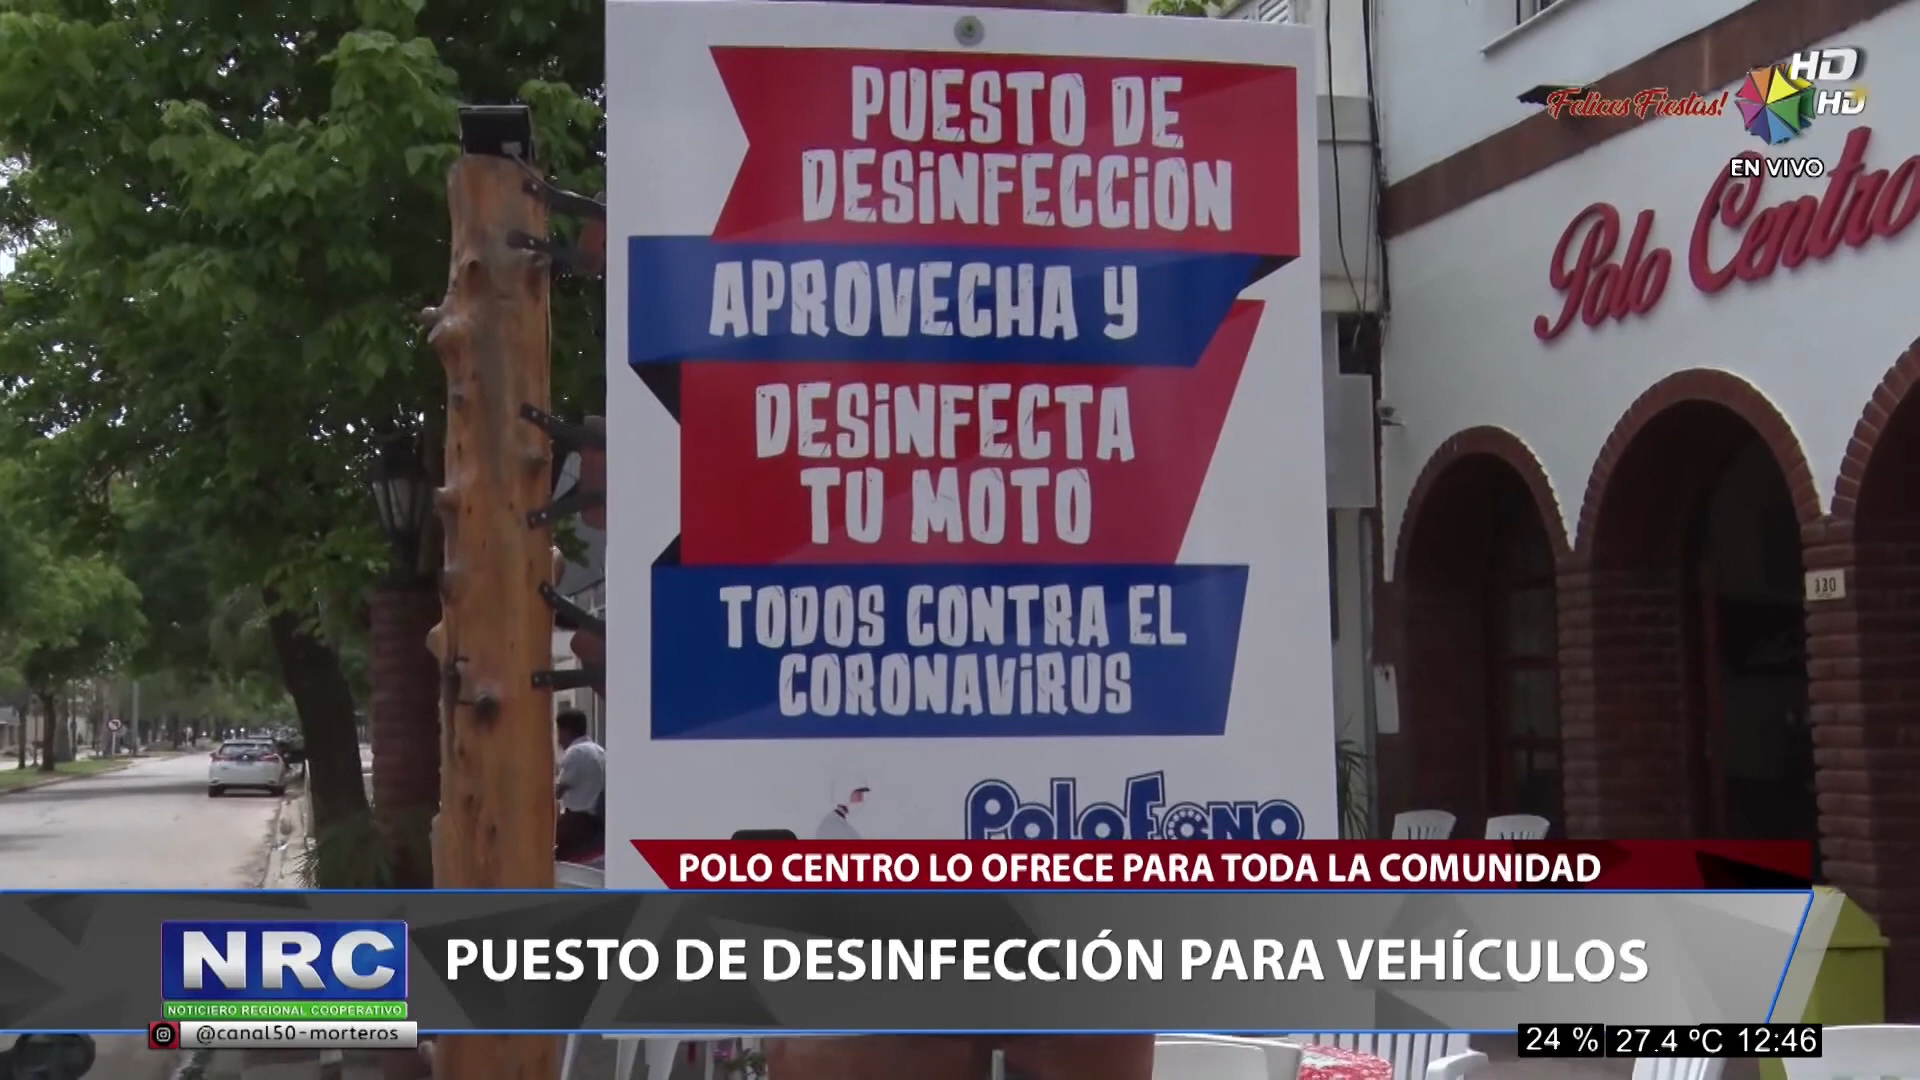 PUESTO DE
DESINFECCION
APROVECHA Y
DESINFECTA
TU MOTO
TODOS CONTRA EL
CORONAVIRUS
PoloFono
Felices Fiestas!
HD
HD
EN VIVO
Polo Centro
330
POLO CENTRO LO OFRECE PARA TODA LA COMUNIDAD
NRC
NOTICIERO REGIONAL COOPERATIVO
PUESTO DE DESINFECCIÓN PARA VEHÍCULOS
@canal50-morteros
24 % 27.4 ºC 12:46